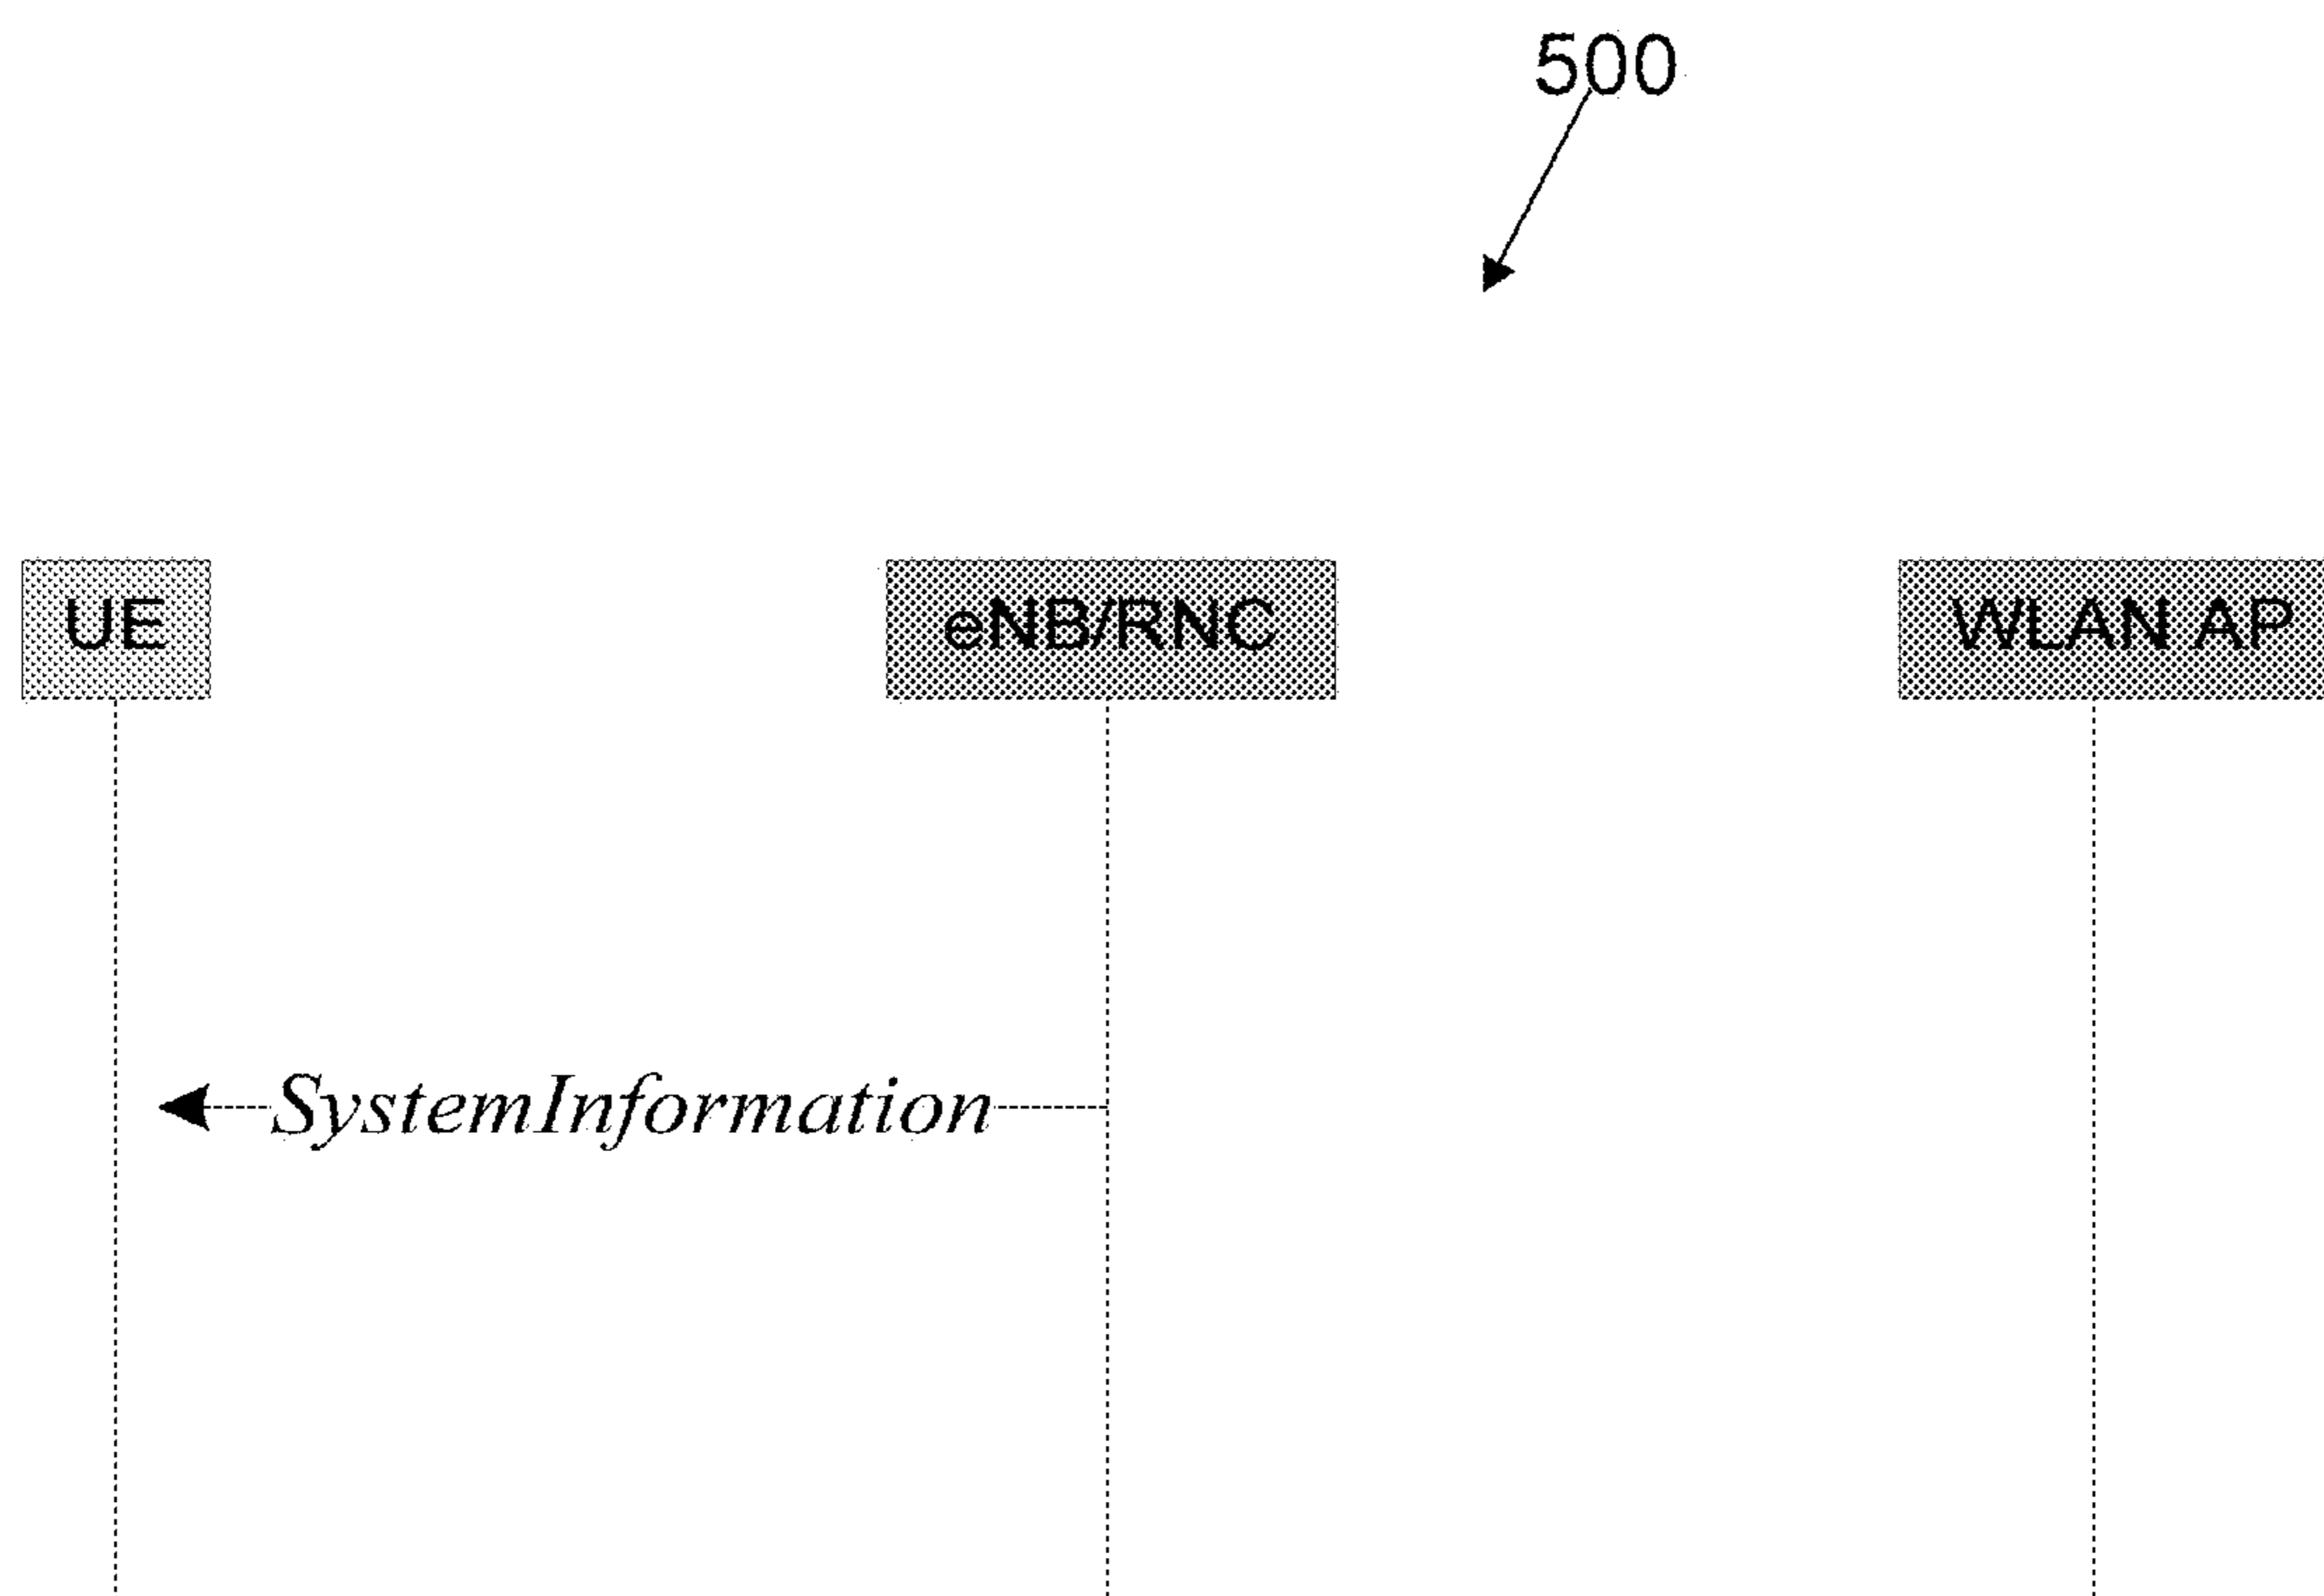 500
UE
eNB/RNC
WLAN AP
SystemInformation